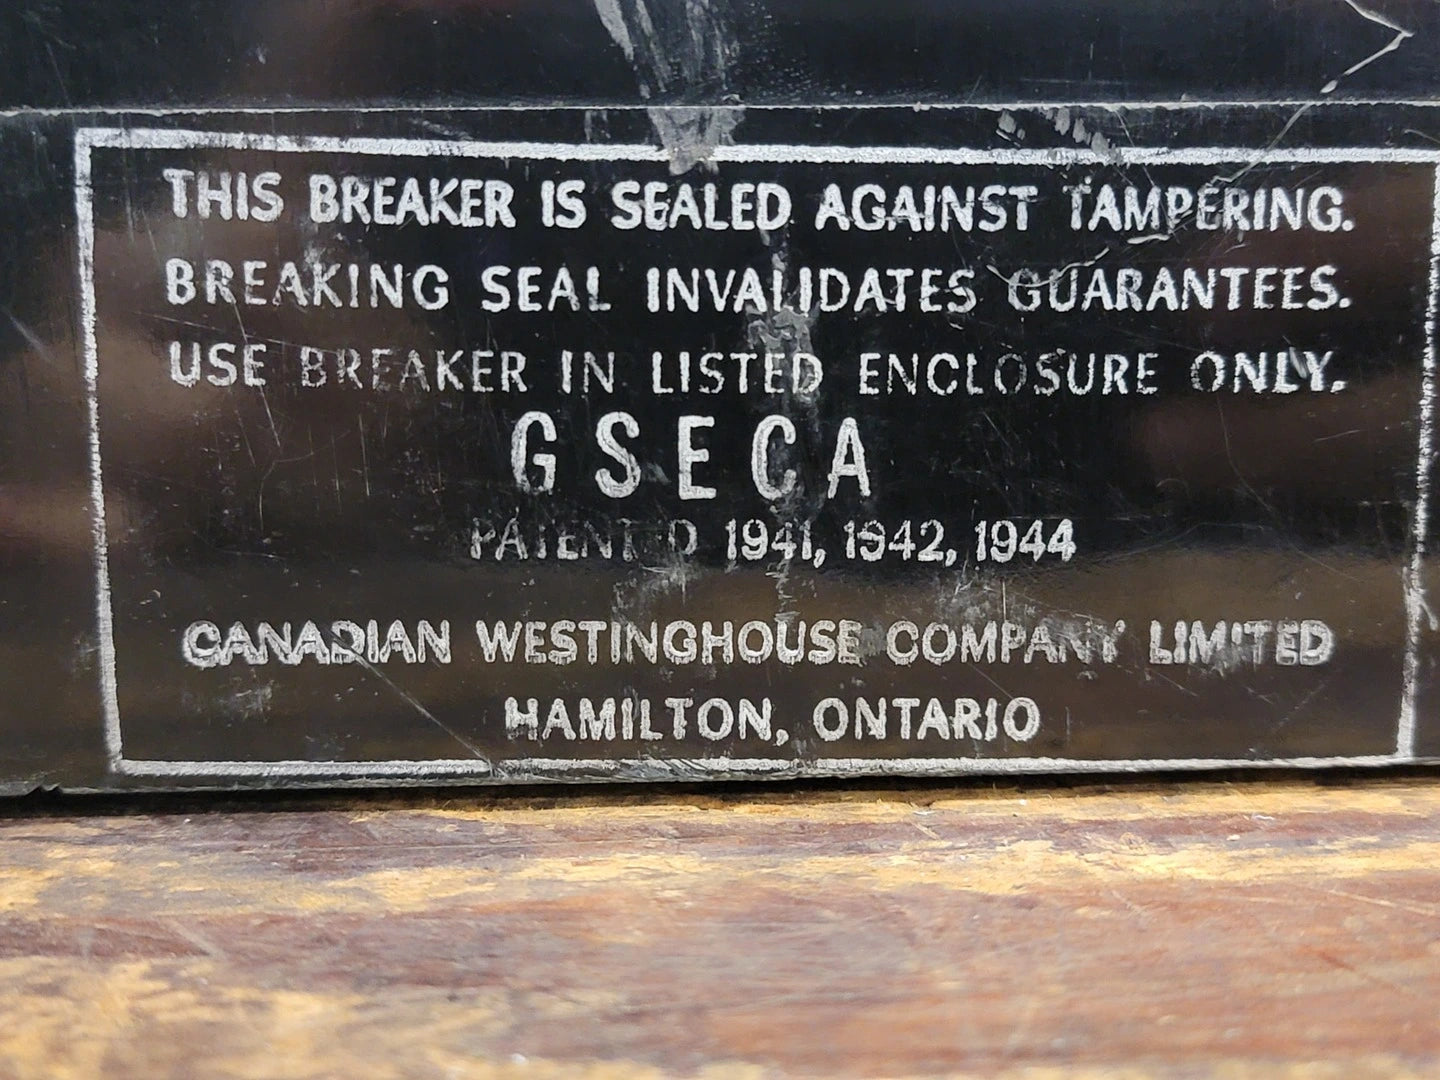 THIS BREAKER IS SEALED AGAINST TAMPERING.
BREAKING SEAL INVALIDATES GUARANTEES.
USE BREAKER IN LISTED ENCLOSURE ONLY.
GSECA
PATENTED 1941, 1942, 1944
CANADIAN WESTINGHOUSE COMPANY LIMITED
HAMILTON, ONTARIO